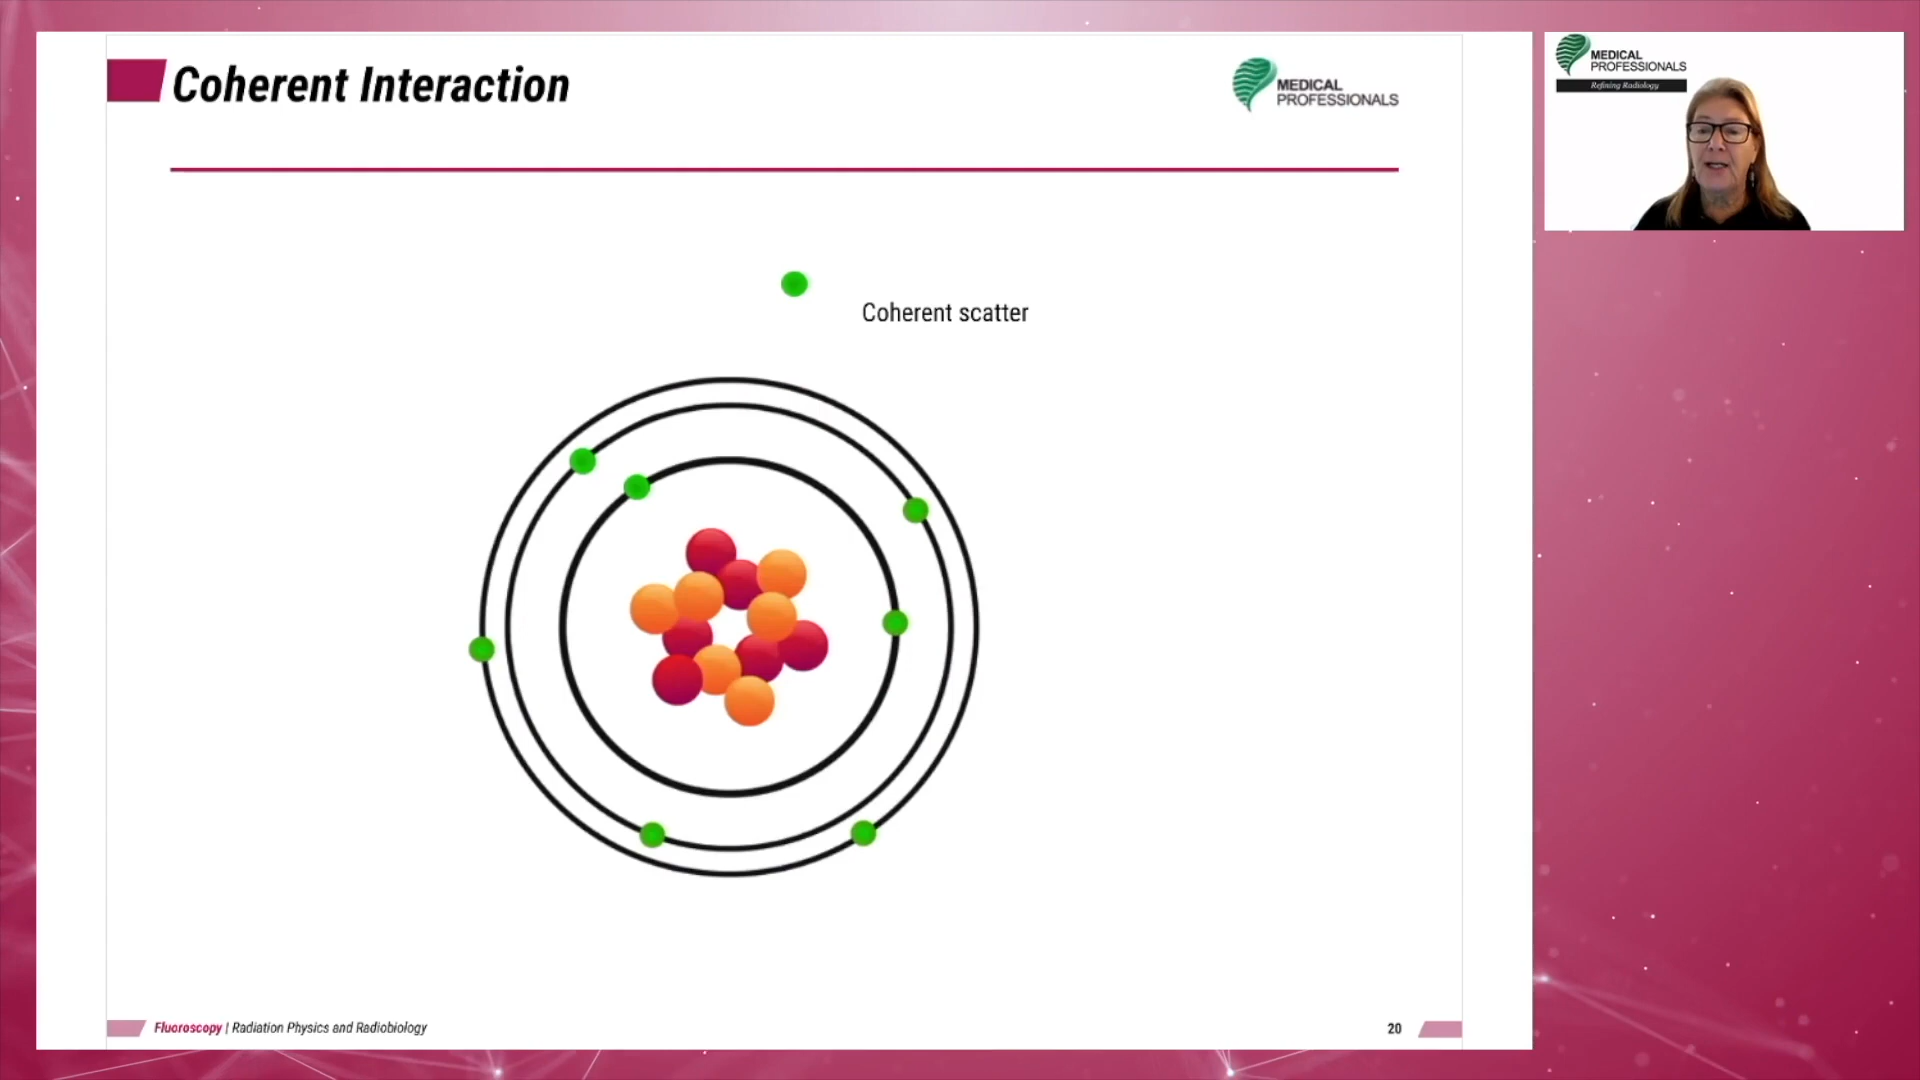 Coherent Interaction
MEDICAL
PROFESSIONALS
Coherent scatter
Fluoroscopy | Radiation Physics and Radiobiology
20
MEDICAL
PROFESSIONALS
Refining Radiology